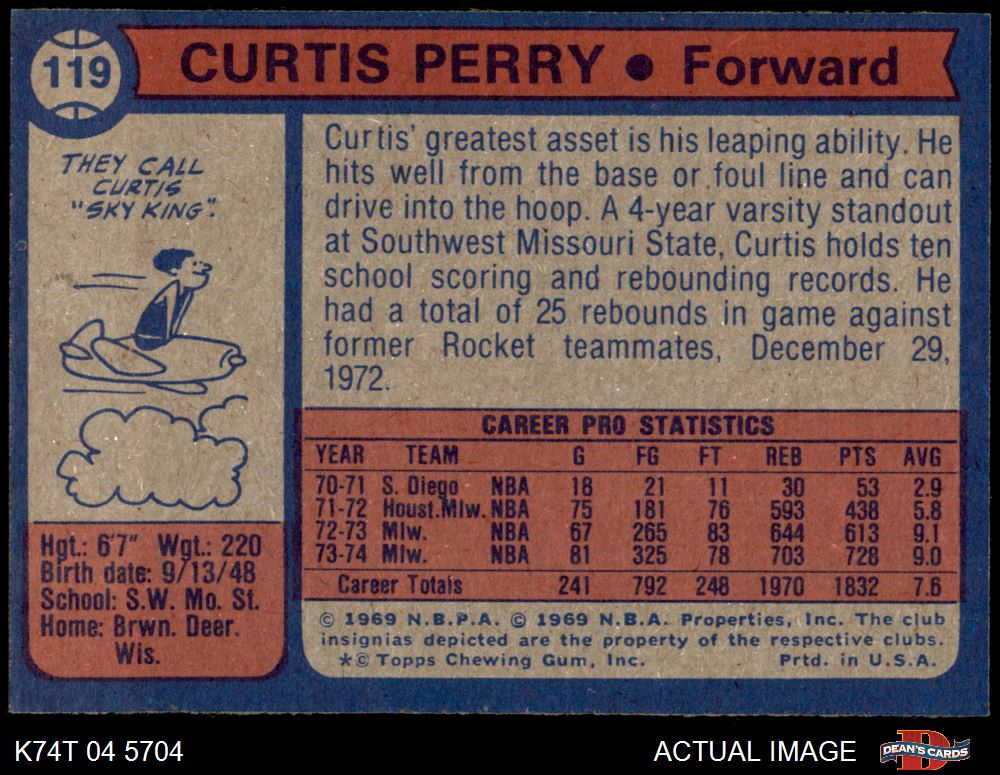 119
CURTIS PERRY ● Forward
THEY CALL
CURTIS
"SKY KING".
Curtis' greatest asset is his leaping ability. He
hits well from the base or foul line and can
drive into the hoop. A 4-year varsity standout
at Southwest Missouri State, Curtis holds ten
school scoring and rebounding records. He
had a total of 25 rebounds in game against
former Rocket teammates, December 29,
1972.
Hgt.: 6'7" Wgt.: 220
Birth date: 9/13/48
School: S.W. Mo. St.
Home: Brwn. Deer.
Wis.
CAREER PRO STATISTICS
YEAR TEAM G FG FT REB PTS AVG
70-71 S. Diego NBA 18 21 11 30 53 2.9
71-72 Houst.Mlw. NBA 75 181 76 593 438 5.8
72-73 Mlw. NBA 67 265 83 644 613 9.1
73-74 Mlw. NBA 81 325 78 703 728 9.0
Career Totals 241 792 248 1970 1832 7.6
© 1969 N.B.P.A. © 1969 N.B.A. Properties, Inc. The club
insignias depicted are the property of the respective clubs.
*© Topps Chewing Gum, Inc. Prtd. in U.S.A.
K74T 04 5704 ACTUAL IMAGE DEAN'S CARDS